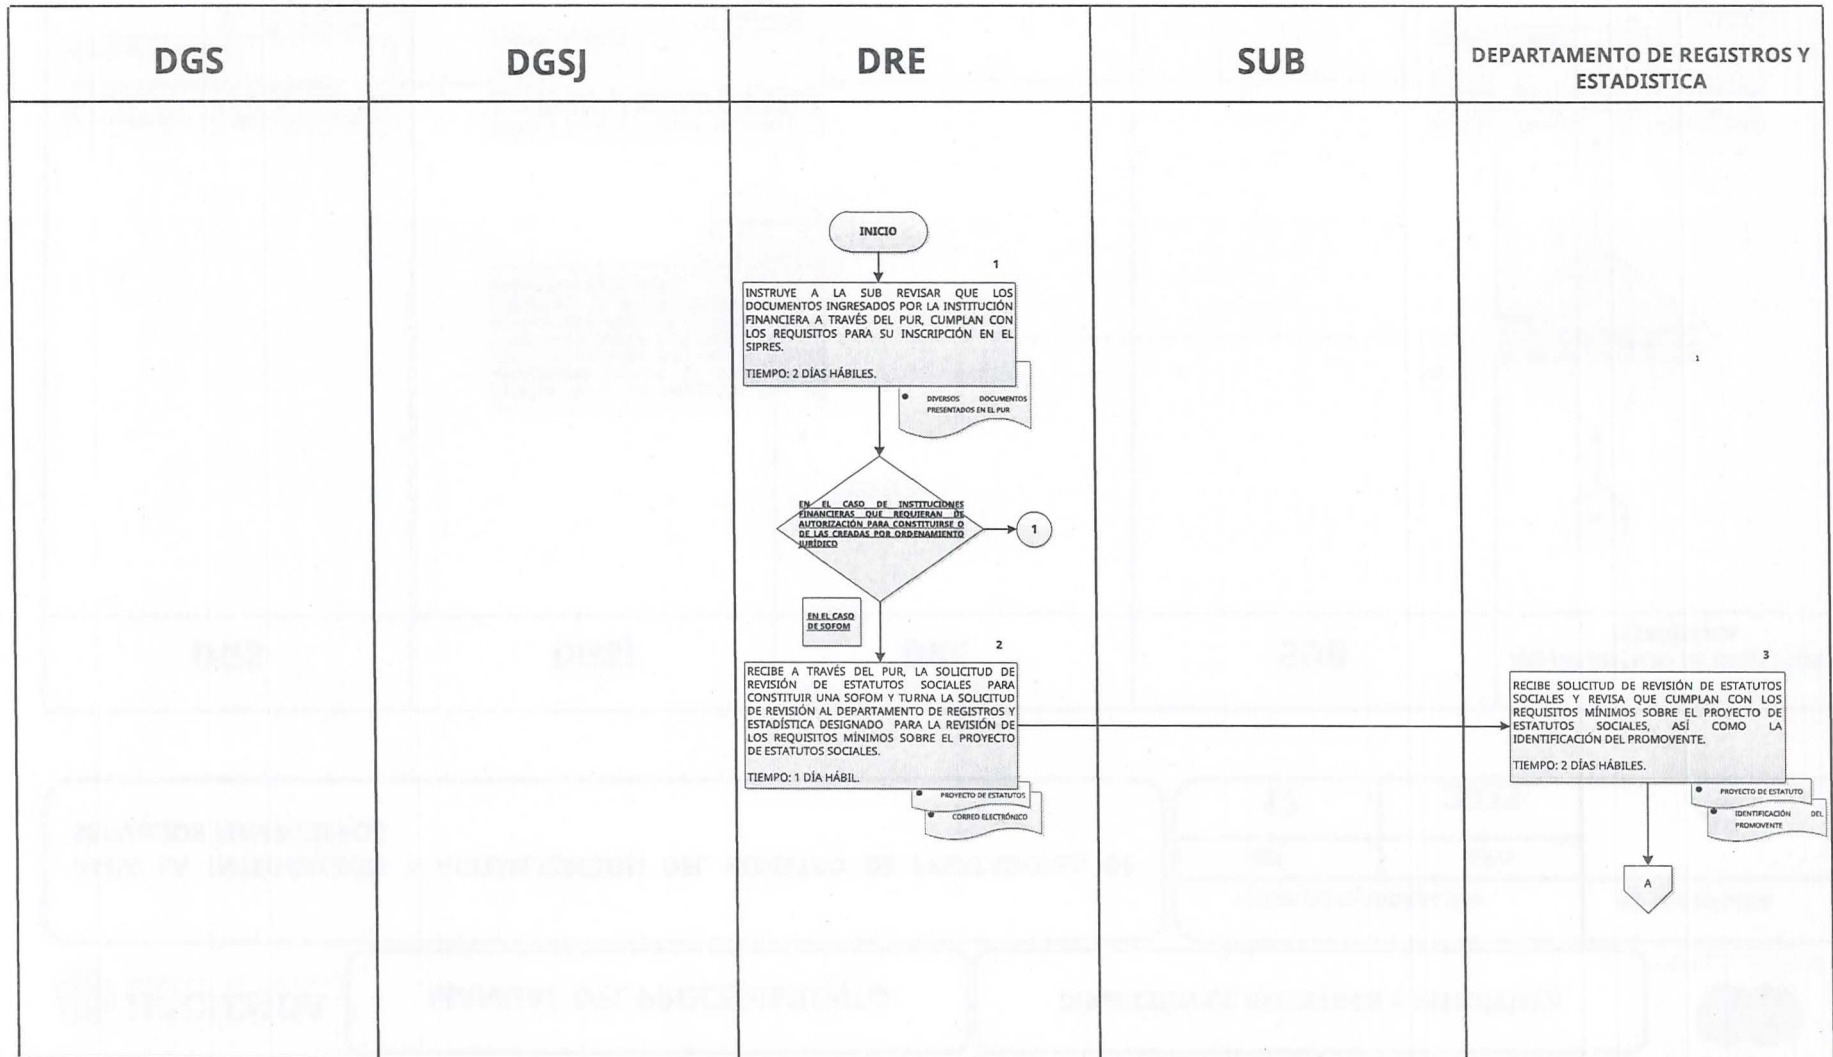 DGS
DGSJ
DRE
SUB
DEPARTAMENTO DE REGISTROS Y
ESTADISTICA
INICIO
1
INSTRUYE A LA SUB REVISAR QUE LOS
DOCUMENTOS INGRESADOS POR LA INSTITUCIÓN
FINANCIERA A TRAVÉS DEL PUR, CUMPLAN CON
LOS REQUISITOS PARA SU INSCRIPCIÓN EN EL
SIPRES.
TIEMPO: 2 DÍAS HÁBILES.
DIVERSOS DOCUMENTOS
PRESENTADOS EN EL PUR
1
EN EL CASO DE INSTITUCIONES
FINANCIERAS QUE REQUIERAN DE
AUTORIZACIÓN PARA CONSTITUIRSE O
DE LAS CREADAS POR ORDENAMIENTO
JURÍDICO
1
EN EL CASO
DE SOFOM
2
RECIBE A TRAVÉS DEL PUR, LA SOLICITUD DE
REVISIÓN DE ESTATUTOS SOCIALES PARA
CONSTITUIR UNA SOFOM Y TURNA LA SOLICITUD
DE REVISIÓN AL DEPARTAMENTO DE REGISTROS Y
ESTADÍSTICA DESIGNADO PARA LA REVISIÓN DE
LOS REQUISITOS MÍNIMOS SOBRE EL PROYECTO
DE ESTATUTOS SOCIALES.
TIEMPO: 1 DÍA HÁBIL.
PROYECTO DE ESTATUTOS
CORREO ELECTRÓNICO
3
RECIBE SOLICITUD DE REVISIÓN DE ESTATUTOS
SOCIALES Y REVISA QUE CUMPLAN CON LOS
REQUISITOS MÍNIMOS SOBRE EL PROYECTO DE
ESTATUTOS SOCIALES, ASÍ COMO LA
IDENTIFICACIÓN DEL PROMOVENTE.
TIEMPO: 2 DÍAS HÁBILES.
PROYECTO DE ESTATUTO
IDENTIFICACIÓN DEL
PROMOVENTE
A